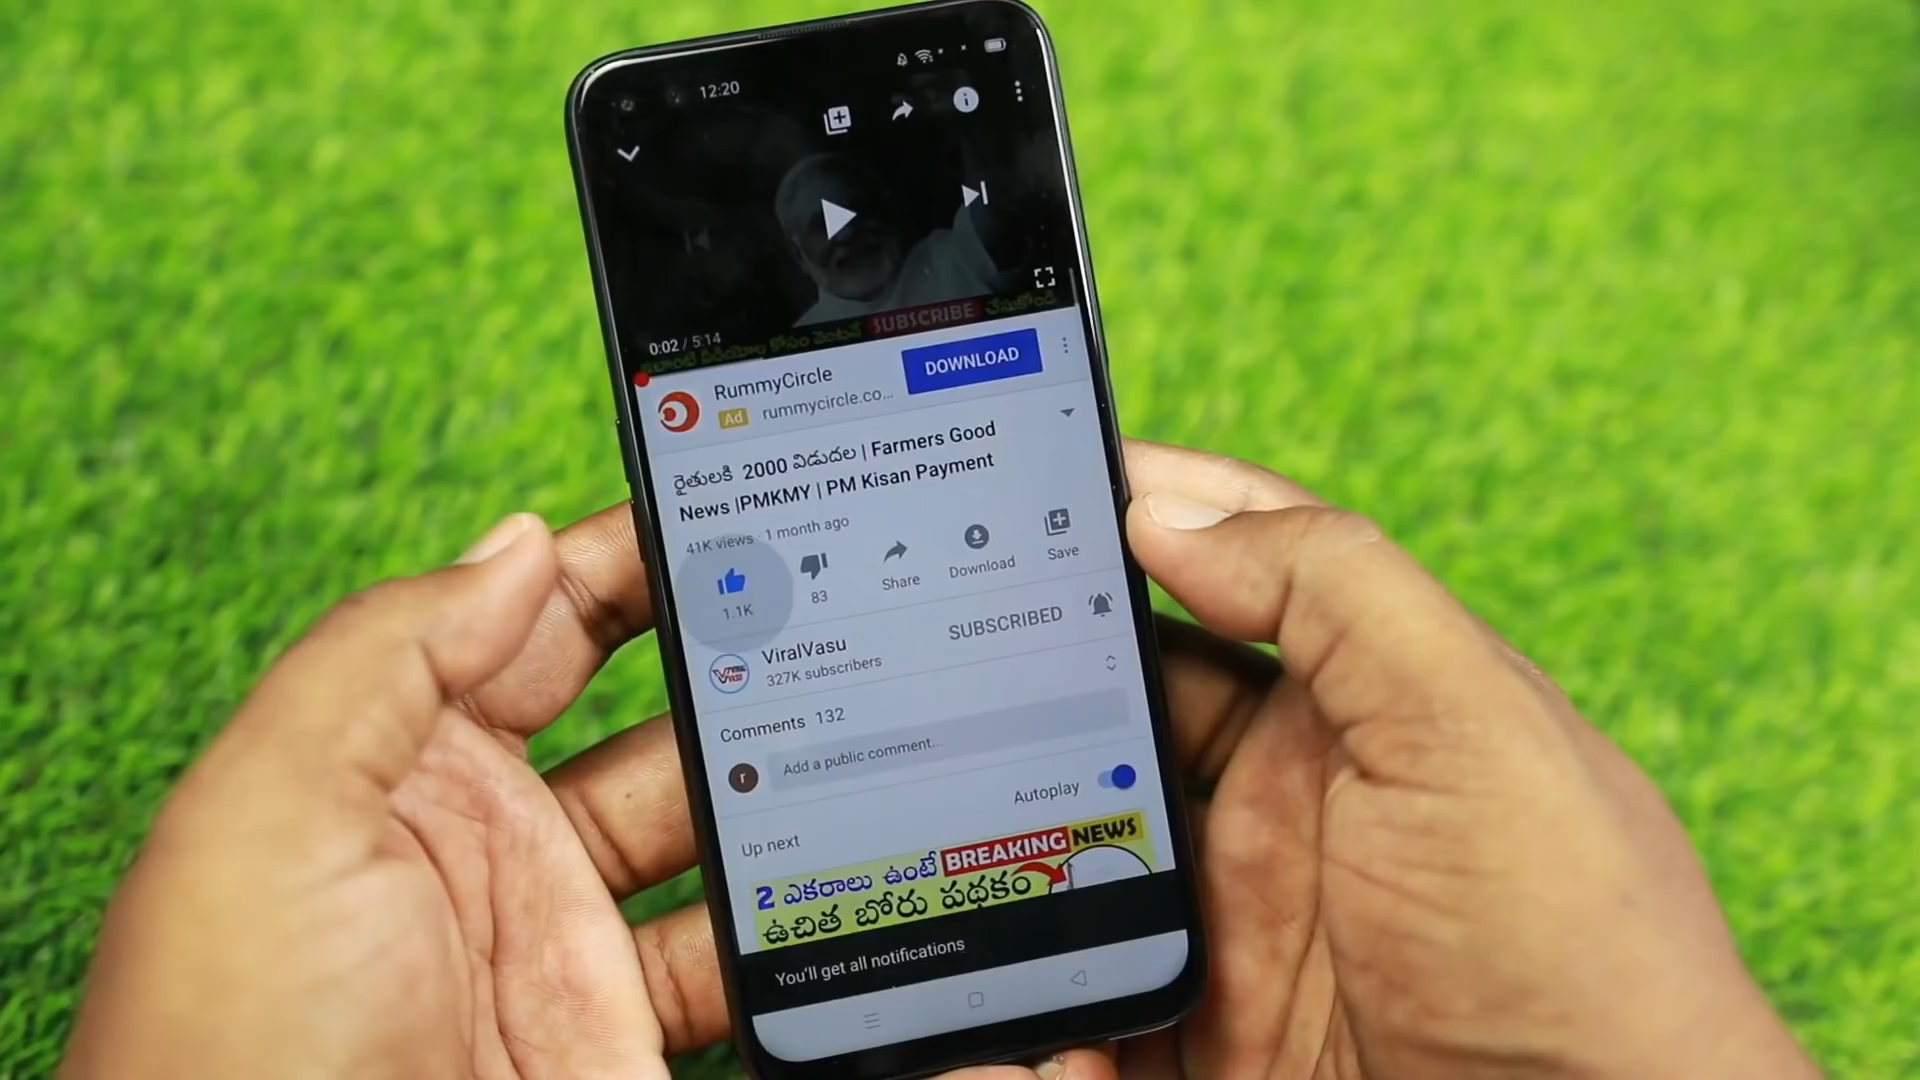 12:20
0:02 / 5:14
ఇలాంటి వీడియోల కోసం వెంటనే SUBSCRIBE చేసుకోండి
RummyCircle
Ad rummycircle.co...
DOWNLOAD
రైతులకి 2000 విడుదల | Farmers Good
News |PMKMY | PM Kisan Payment
41K views · 1 month ago
1.1K
83
Share
Download
Save
ViralVasu
327K subscribers
SUBSCRIBED
Comments 132
r
Add a public comment...
Autoplay
Up next
2 ఎకరాలు ఉంటే BREAKING NEWS
ఉచిత బోరు పథకం
You'll get all notifications